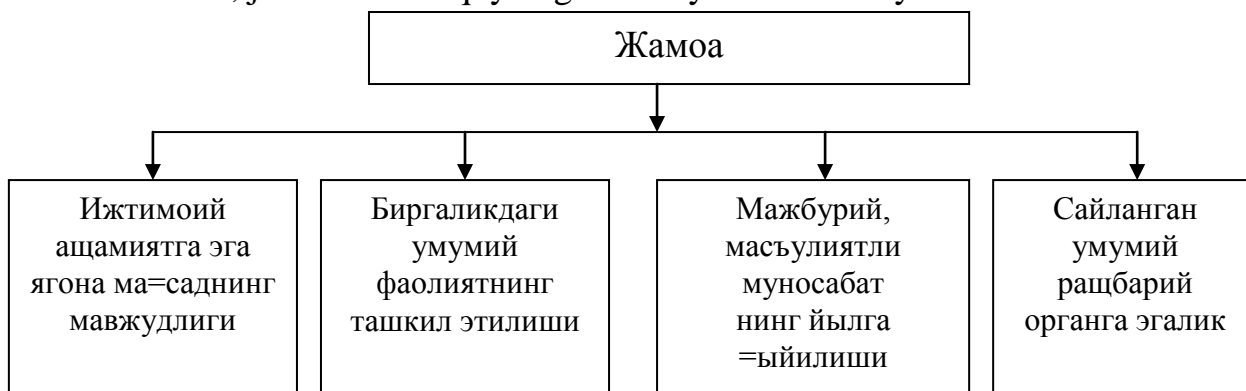 Жамоа
Ижтимоий
ащамиятга эга
ягона ма=саднинг
мавжудлиги
Биргаликдаги
умумий
фаолиятнинг
ташкил этилиши
Мажбурий,
масъулиятли
муносабат
нинг йылга
=ыйилиши
Сайланган
умумий
ращбарий
органга эгалик